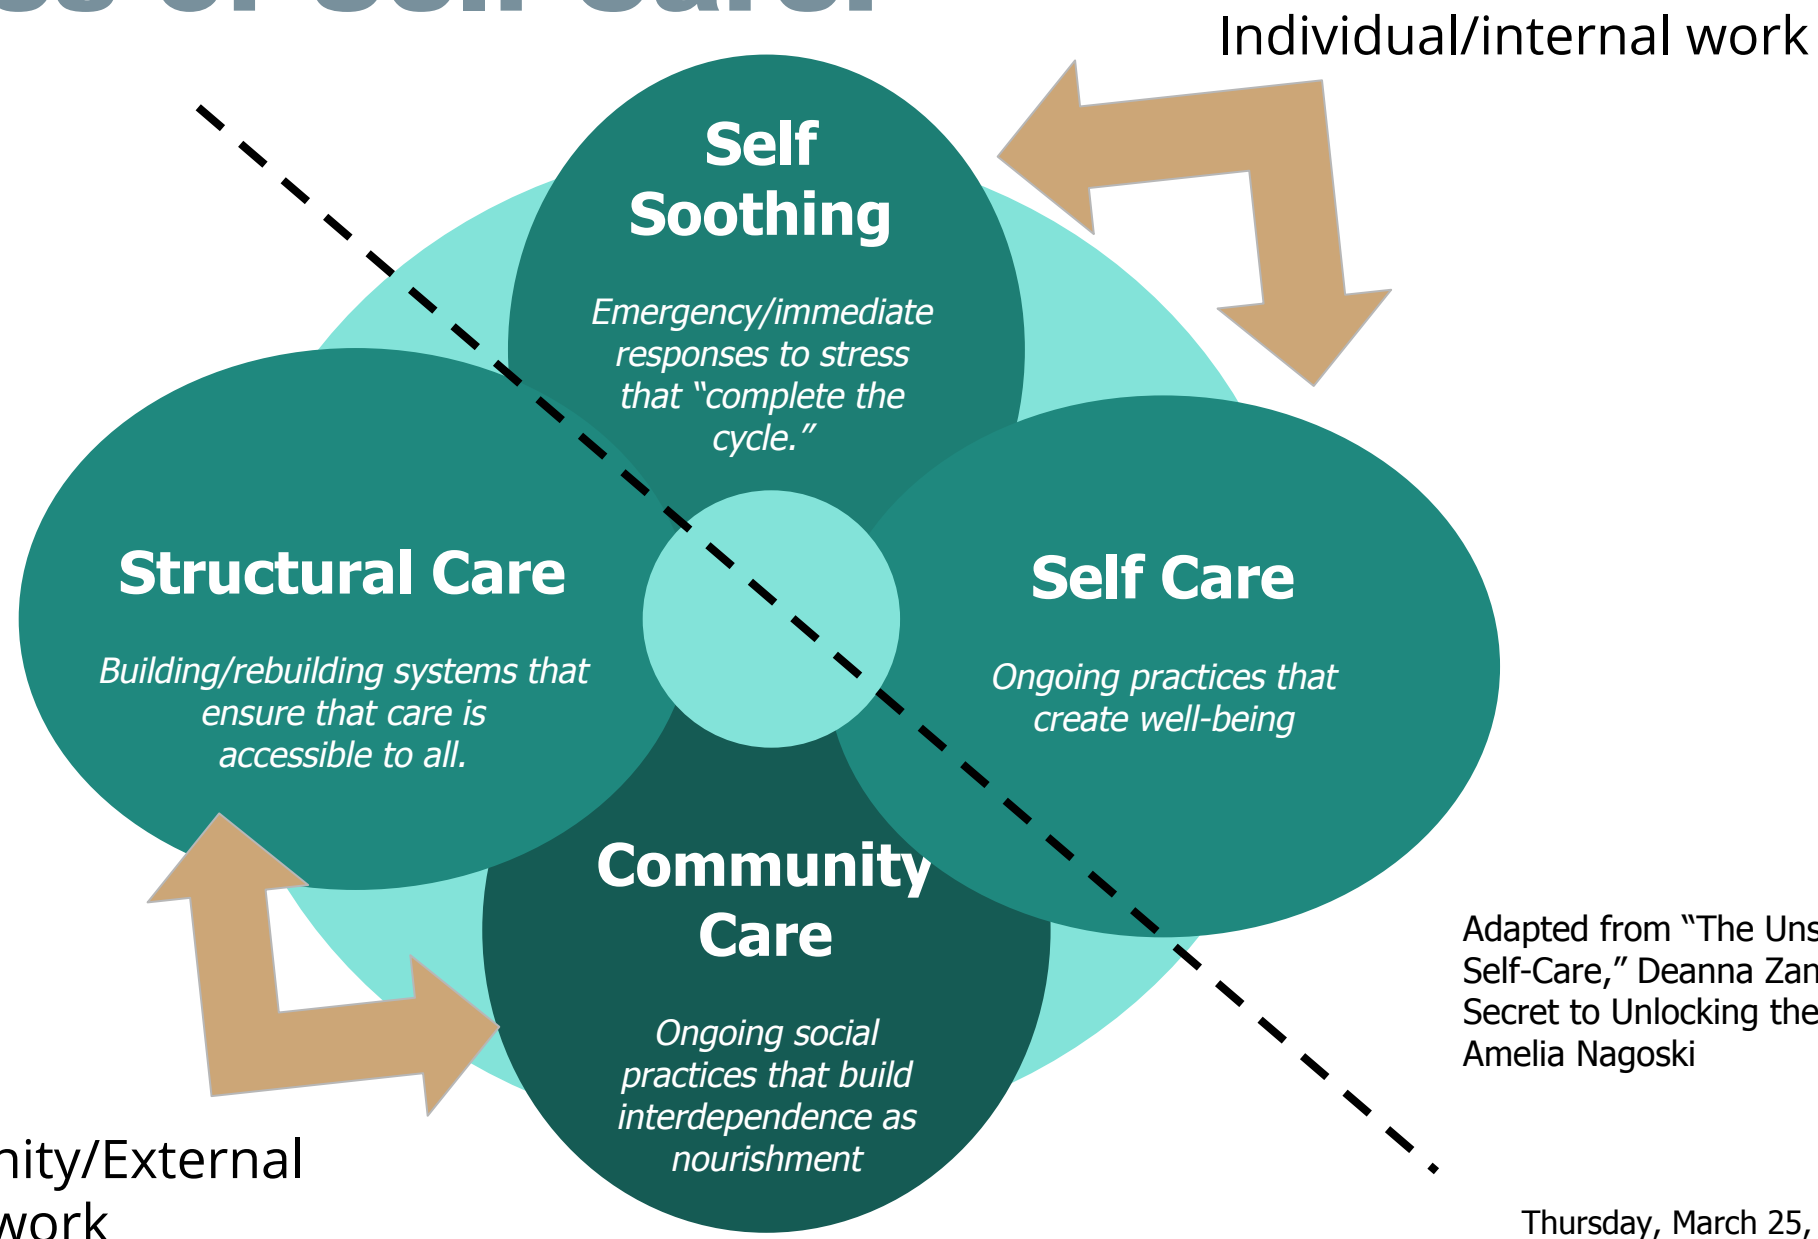 of Self Care:
Individual/internal work
Self
Soothing
Emergency/immediate
responses to stress
that “complete the
cycle.”
Structural Care
Building/rebuilding systems that
ensure that care is
accessible to all.
Self Care
Ongoing practices that
create well-being
Community
Care
Ongoing social
practices that build
interdependence as
nourishment
Adapted from “The
Self-Care,” Deanna
Secret to Unlocking the
Amelia Nagoski
nity/External
work
Thursday, March 25,